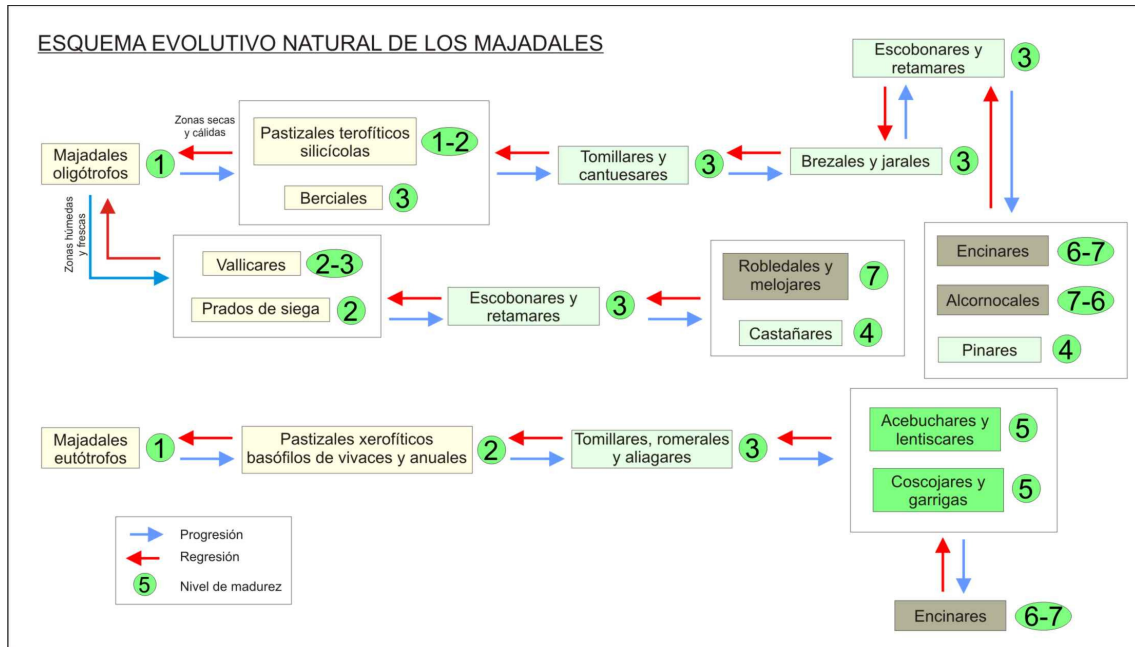 ESQUEMA EVOLUTIVO NATURAL DE LOS MAJADALES
Escobonares y
retamares
3
Zonas secas
y cálidas
Majadales
oligótrofos
1
Pastizales terofíticos
silicícolas
1-2
Berciales
3
Tomillares y
cantuesares
3
Brezales y jarales
3
Zonas húmedas
y frescas
Vallicares
2-3
Prados de siega
2
Escobonares y
retamares
3
Robledales y
melojares
7
Castañares
4
Encinares
6-7
Alcornocales
7-6
Pinares
4
Majadales
eutótrofos
1
Pastizales xerofíticos
basófilos de vivaces y anuales
2
Tomillares, romerales
y aliagares
3
Acebuchares y
lentiscares
5
Coscojares y
garrigas
5
Encinares
6-7
Progresión
Regresión
5
Nivel de madurez